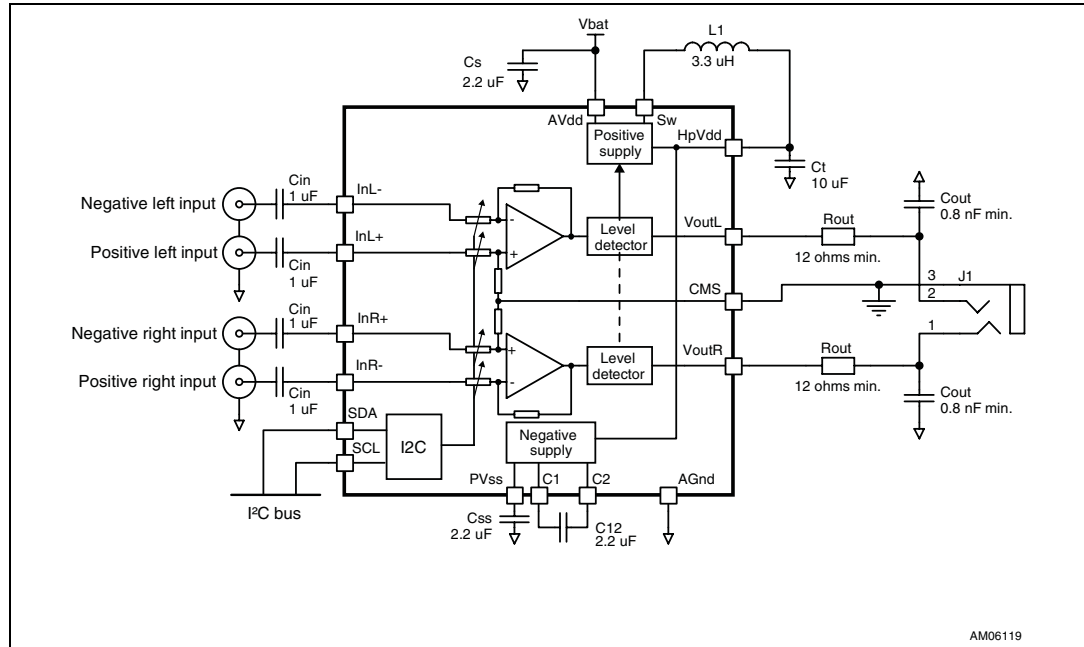 Vbat
L1
3.3 uH
Cs
2.2 uF
AVdd
Sw
HpVdd
Positive
supply
Ct
10 uF
Cin
1 uF
InL-
Negative left input
Cout
0.8 nF min.
Level
detector
VoutL
Rout
12 ohms min.
InL+
Positive left input
Cin
1 uF
-
+
CMS
3
J1
2
1
Cin
1 uF
InR+
Negative right input
+
-
Level
detector
VoutR
Rout
12 ohms min.
InR-
Positive right input
Cin
1 uF
Cout
0.8 nF min.
SDA
SCL
I2C
Negative
supply
PVss
C1
C2
AGnd
I²C bus
Css
2.2 uF
C12
2.2 uF
AM06119